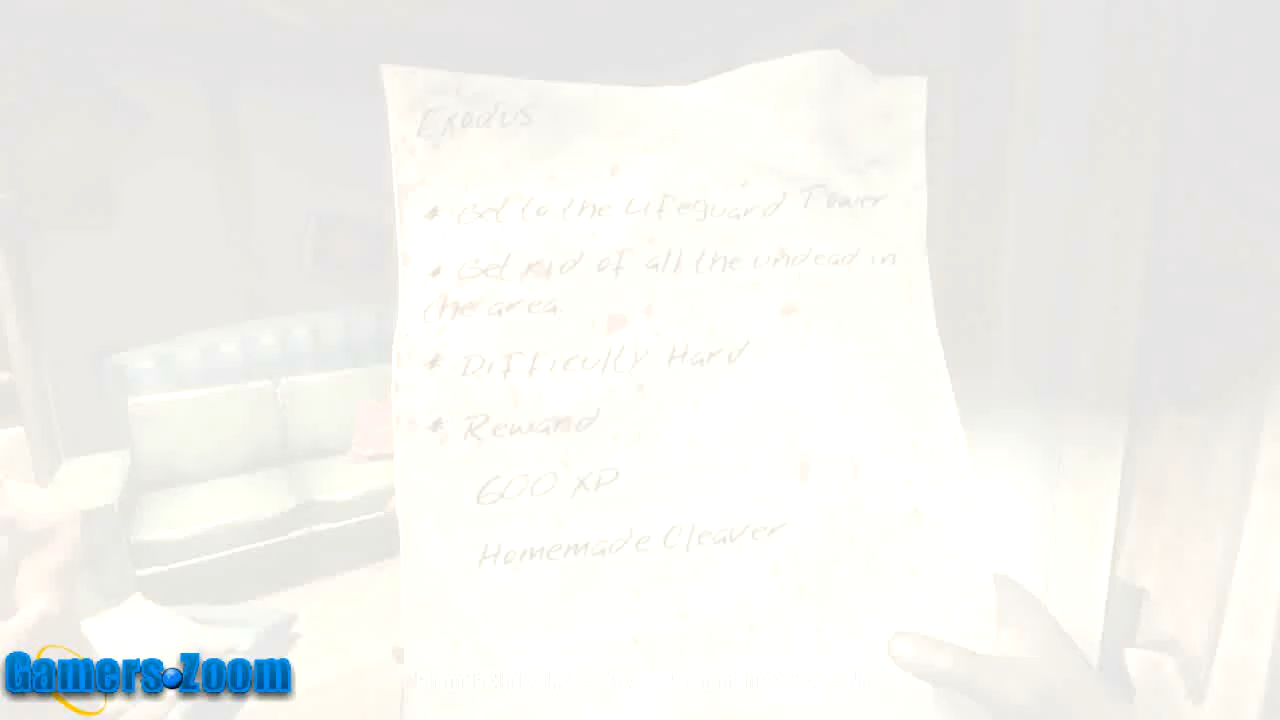 Exodus
* Get to the Lifeguard Tower
* Get rid of all the undead in
the area.
* Difficulty Hard
* Reward
600 XP
Homemade Cleaver
Gamers Zoom